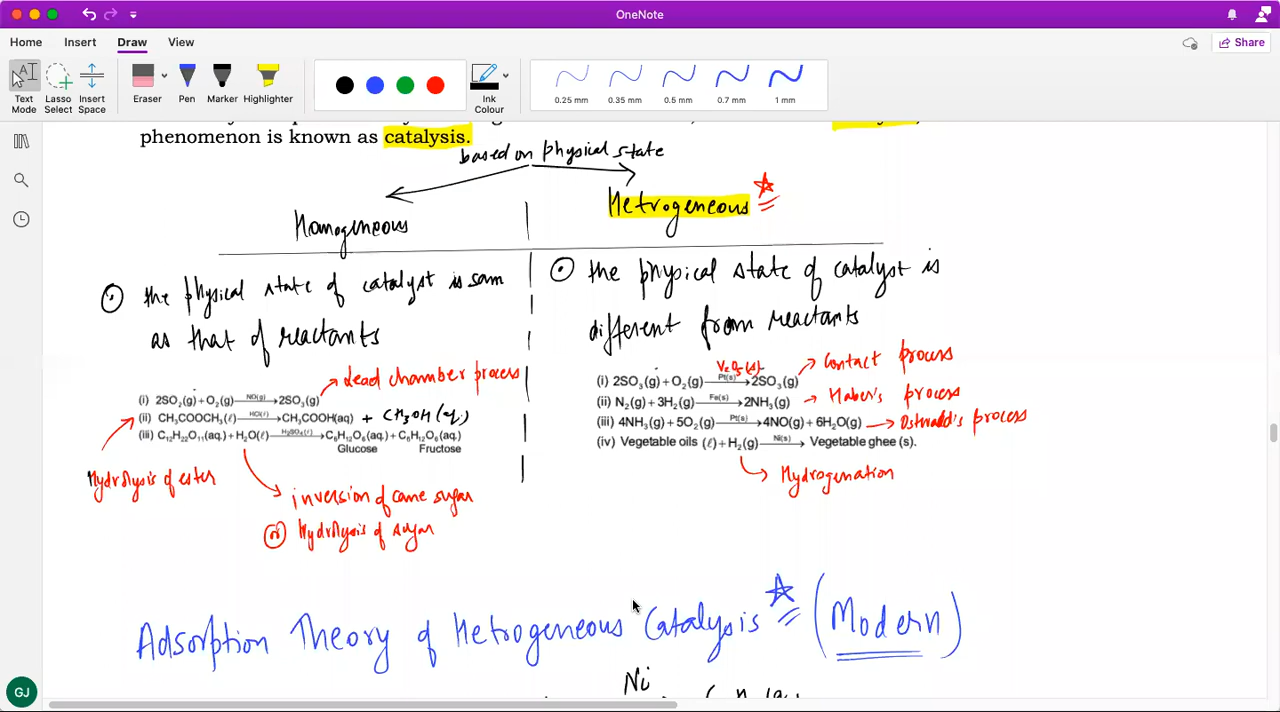 OneNote
Home Insert Draw View
Share
Text Mode
Lasso Select
Insert Space
Eraser
Pen
Marker
Highlighter
Ink Colour
0.25 mm
0.35 mm
0.5 mm
0.7 mm
1 mm
phenomenon is known as catalysis.
based on physical state
Homogeneous
Hetrogeneous
the physical state of catalyst is sam
as that of reactants
lead chamber process
(i) 2SO₂(g)+O₂(g) NO(g) 2SO₃(g)
(ii) CH₃COOCH₃(ℓ) HCl(ℓ) CH₃COOH(aq) + CH₃OH(aq)
(iii) C₁₂H₂₂O₁₁(aq.)+H₂O(ℓ) H₂SO₄(ℓ) C₆H₁₂O₆(aq.)+C₆H₁₂O₆(aq.)
Glucose Fructose
Hydrolysis of ester
inversion of cane sugar
(or) Hydrolysis of sugar
the physical state of catalyst is
different from reactants
V₂O₅(s)
(i) 2SO₃(g)+O₂(g) Pt(s) 2SO₃(g) Contact process
(ii) N₂(g)+3H₂(g) Fe(s) 2NH₃(g) Haber's process
(iii) 4NH₃(g)+5O₂(g) Pt(s) 4NO(g)+6H₂O(g) Ostwald's process
(iv) Vegetable oils (ℓ)+H₂(g) Ni(s) Vegetable ghee (s).
Hydrogenation
Adsorption Theory of Hetrogeneous Catalysis (Modern)
Ni
GJ